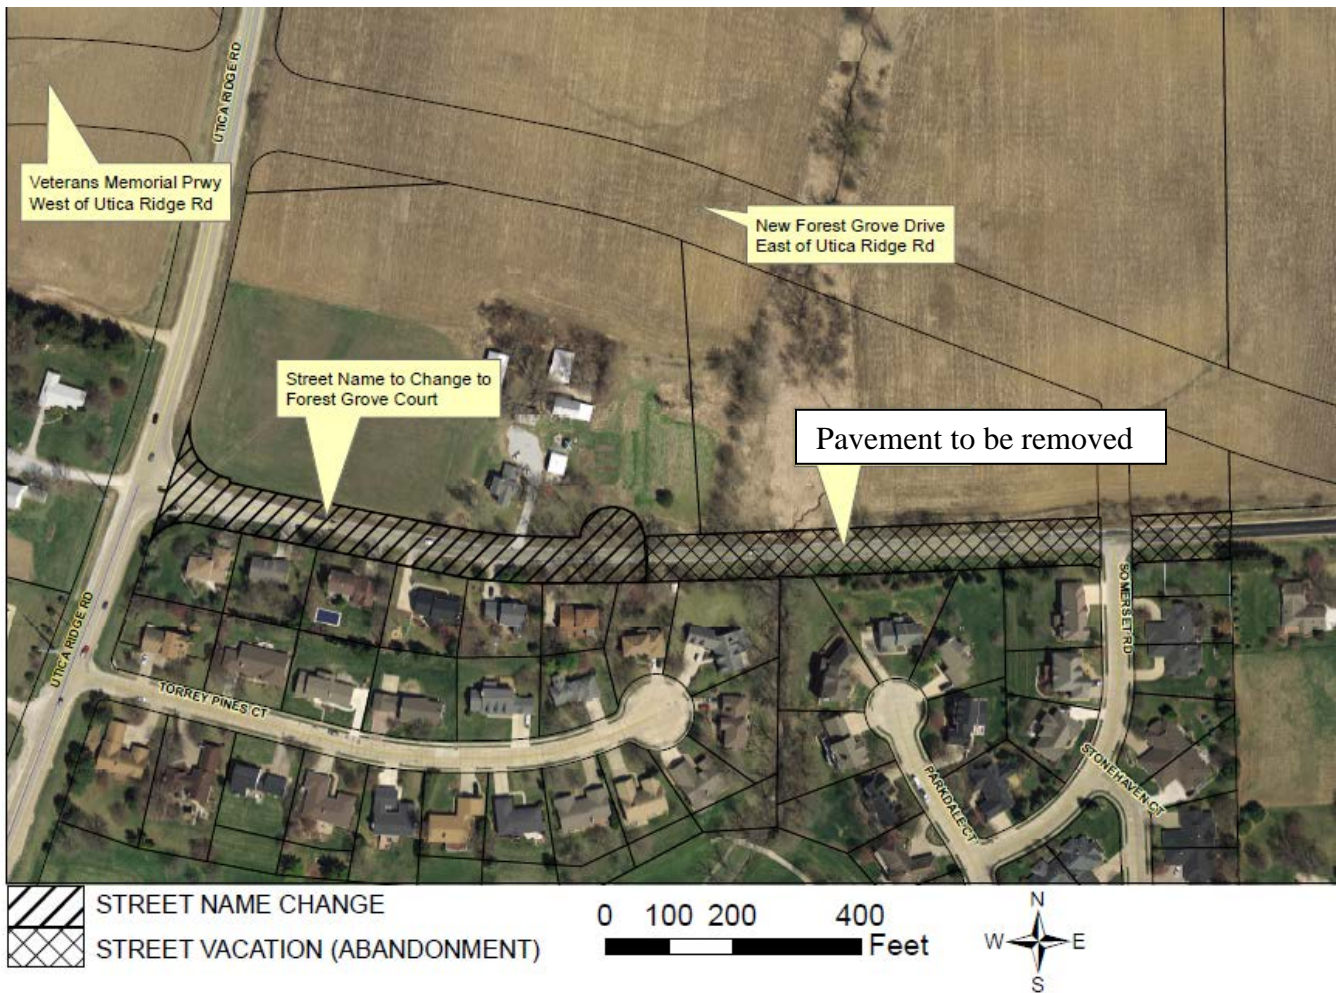 UTICA RIDGE RD
Veterans Memorial Prwy
West of Utica Ridge Rd
New Forest Grove Drive
East of Utica Ridge Rd
Street Name to Change to
Forest Grove Court
Pavement to be removed
UTICA RIDGE RD
SOMERSET RD
TORREY PINES CT
PARKDALE CT
STONEHAVEN CT
STREET NAME CHANGE
STREET VACATION (ABANDONMENT)
0 100 200 400
Feet
N
W E
S